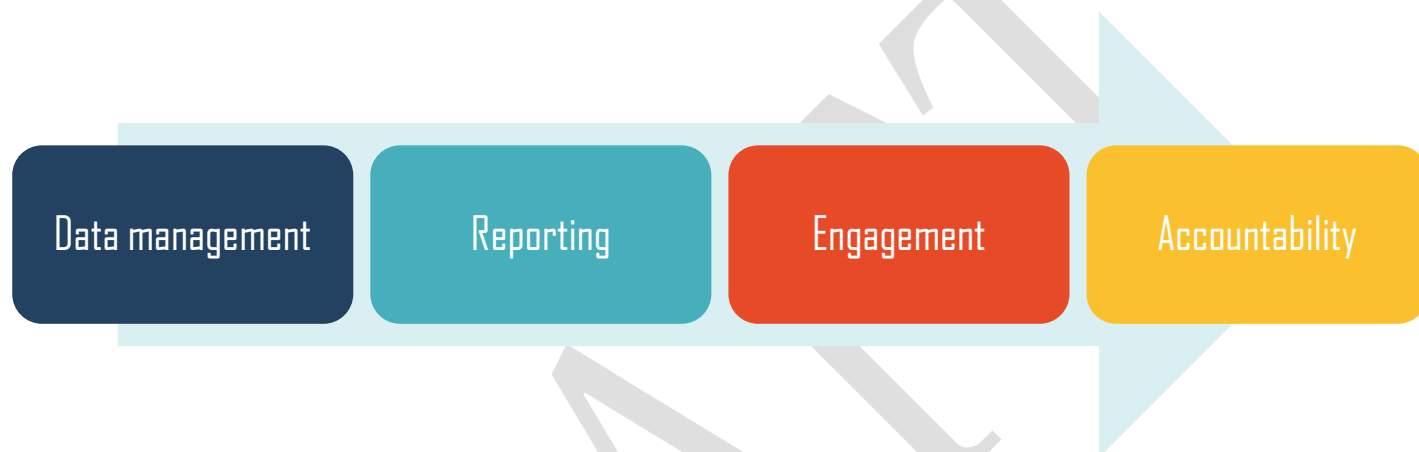 Data management
Reporting
Engagement
Accountability